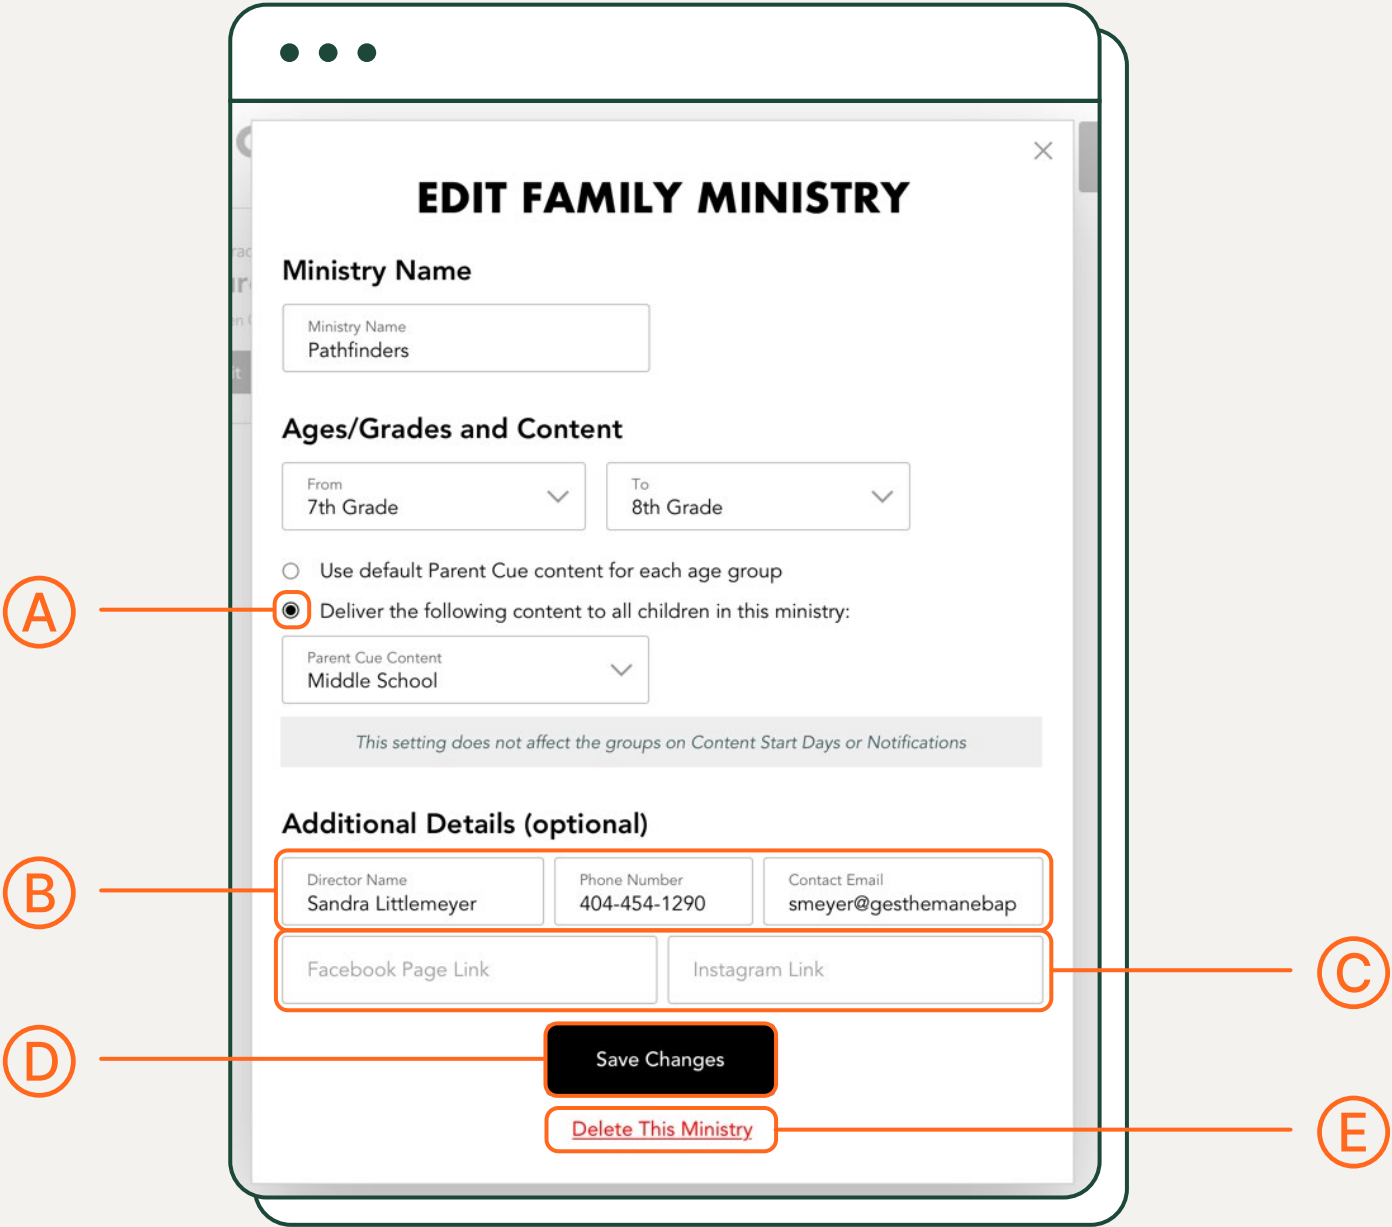 EDIT FAMILY MINISTRY
Ministry Name
Ministry Name
Pathfinders
Ages/Grades and Content
From
7th Grade
To
8th Grade
Use default Parent Cue content for each age group
A
Deliver the following content to all children in this ministry:
Parent Cue Content
Middle School
This setting does not affect the groups on Content Start Days or Notifications
Additional Details (optional)
B
Director Name
Sandra Littlemeyer
Phone Number
404-454-1290
Contact Email
smeyer@gesthemanebap
Facebook Page Link
Instagram Link
C
D
Save Changes
Delete This Ministry
E